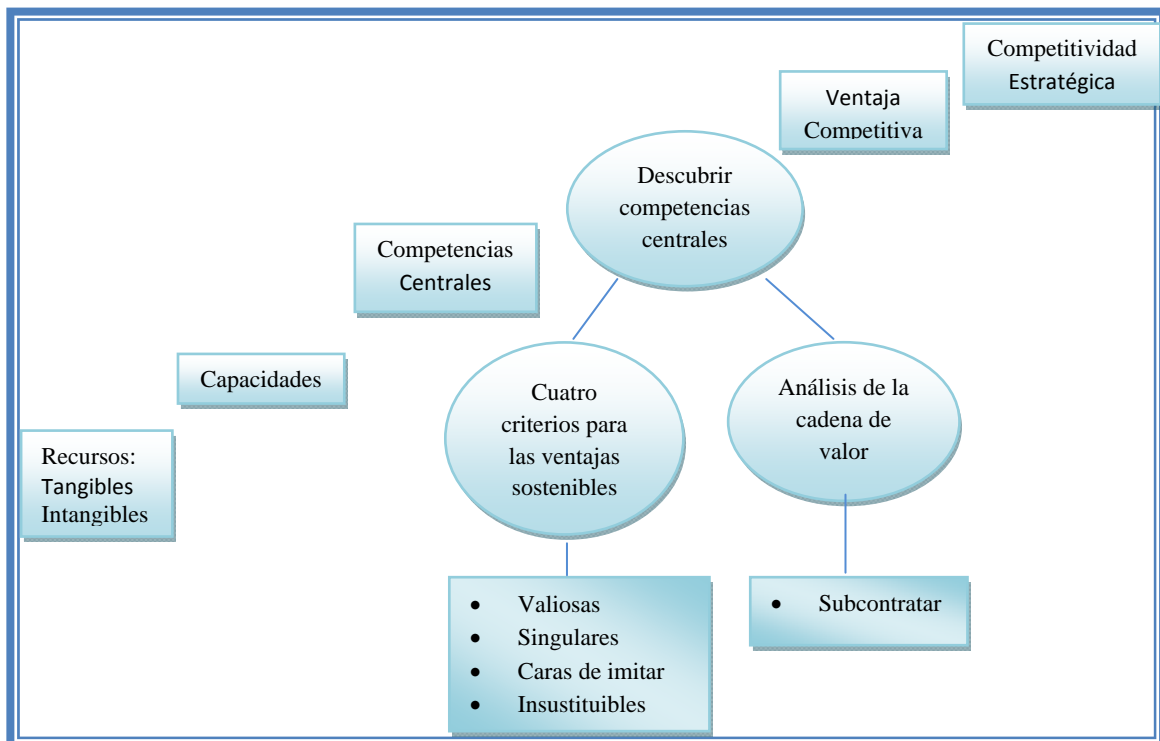 Competitividad
Estratégica
Ventaja
Competitiva
Descubrir
competencias
centrales
Competencias
Centrales
Capacidades
Cuatro
criterios para
las ventajas
sostenibles
Análisis de la
cadena de
valor
Recursos:
Tangibles
Intangibles
• Valiosas
• Singulares
• Caras de imitar
• Insustituibles
• Subcontratar